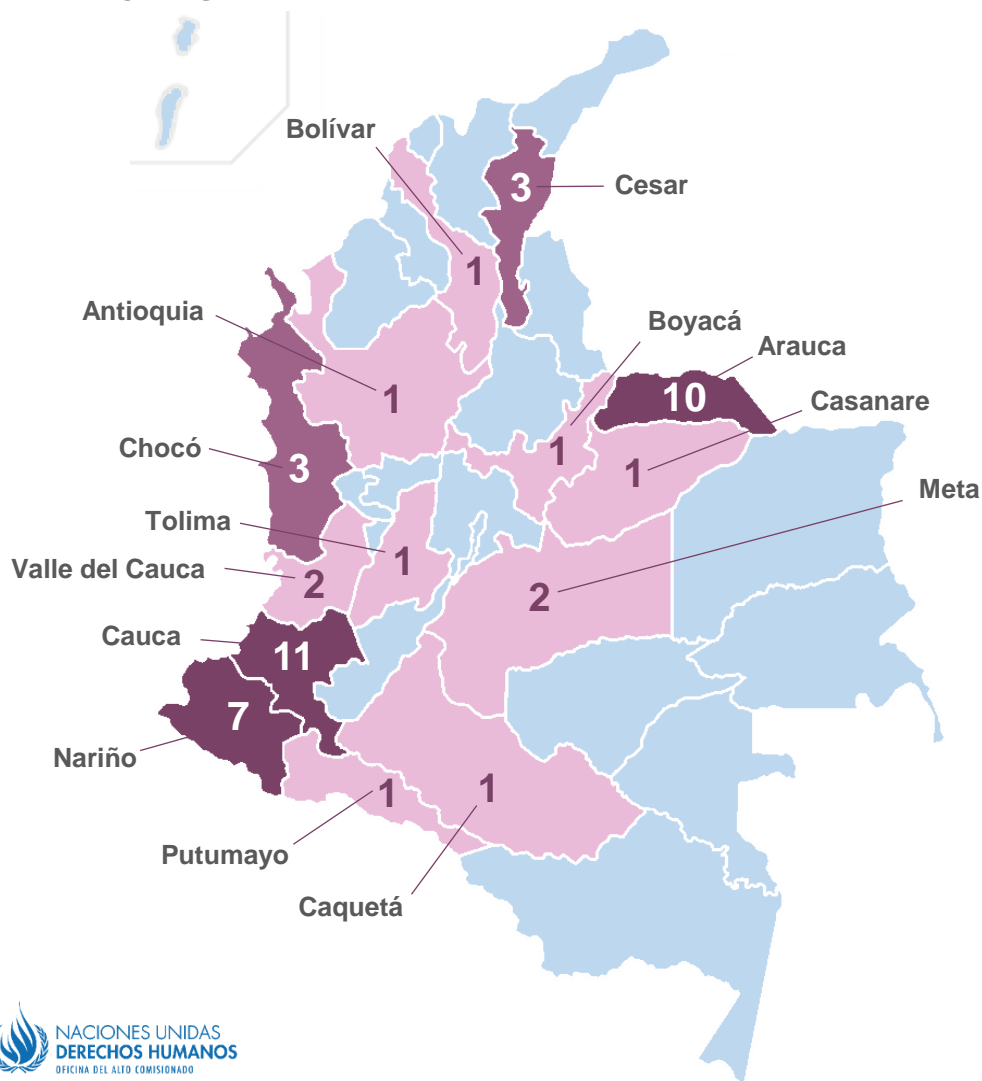 Bolívar
3
Cesar
1
Antioquia
Boyacá
Arauca
1
10
Casanare
Chocó
3
1
1
Meta
Tolima
1
Valle del Cauca
2
2
Cauca
11
7
Nariño
1
1
Putumayo
Caquetá
NACIONES UNIDAS
DERECHOS HUMANOS
OFICINA DEL ALTO COMISIONADO